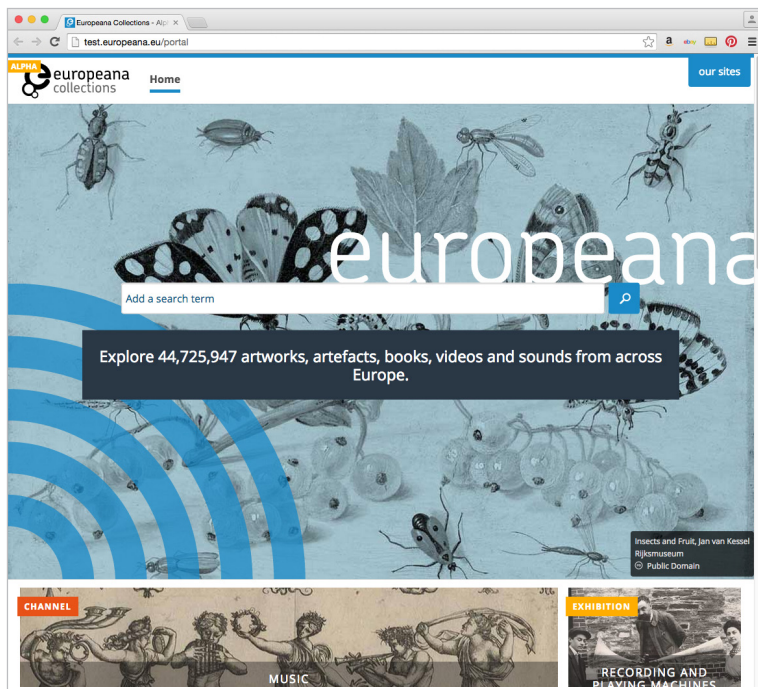 Europeana Collections - Alp
test.europeana.eu/portal
a
ebay
ALPHA
europeana
collections
Home
our sites
europeana
Add a search term
Explore 44,725,947 artworks, artefacts, books, videos and sounds from across
Europe.
Insects and Fruit, Jan van Kessel
Rijksmuseum
Public Domain
CHANNEL
EXHIBITION
MUSIC
RECORDING AND
PLAYING MACHINES